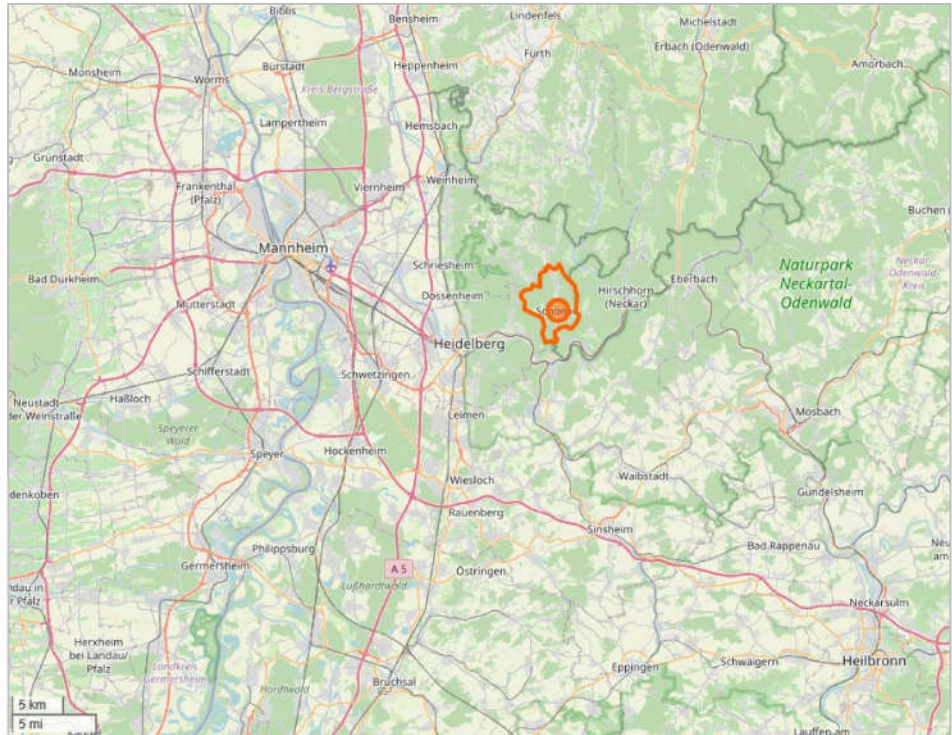 Biblis
Bensheim
Lindenfels
Michelstadt
Monsheim
Worms
Bürstadt
Heppenheim
Fürth
Erbach (Odenwald)
Amorbach
Kreis Bergstraße
Lampertheim
Hemsbach
Grünstadt
Frankenthal
(Pfalz)
Viernheim
Weinheim
Buchen
Mannheim
Schriesheim
Bad Dürkheim
Mutterstadt
Dossenheim
Hirschhorn
(Neckar)
Eberbach
Naturpark
Neckartal-
Odenwald
Neckar-
Odenwald
Kreis
Heidelberg
Schifferstadt
Schwetzingen
Neustadt
der Weinstraße
Haßloch
Leimen
Mosbach
Speyerer
Wald
Speyer
Hockenheim
Waibstadt
Wiesloch
Gundelsheim
denkoben
Rauenberg
Sinsheim
Philippsburg
Bad Rappenau
Germersheim
A 5
Östringen
Lußhardtwald
Neckarsulm
Herxheim
bei Landau/
Pfalz
Landkreis
Germersheim
Hardtwald
Bruchsal
Eppingen
Schwaigern
Heilbronn
Lauffen am
5 km
5 mi